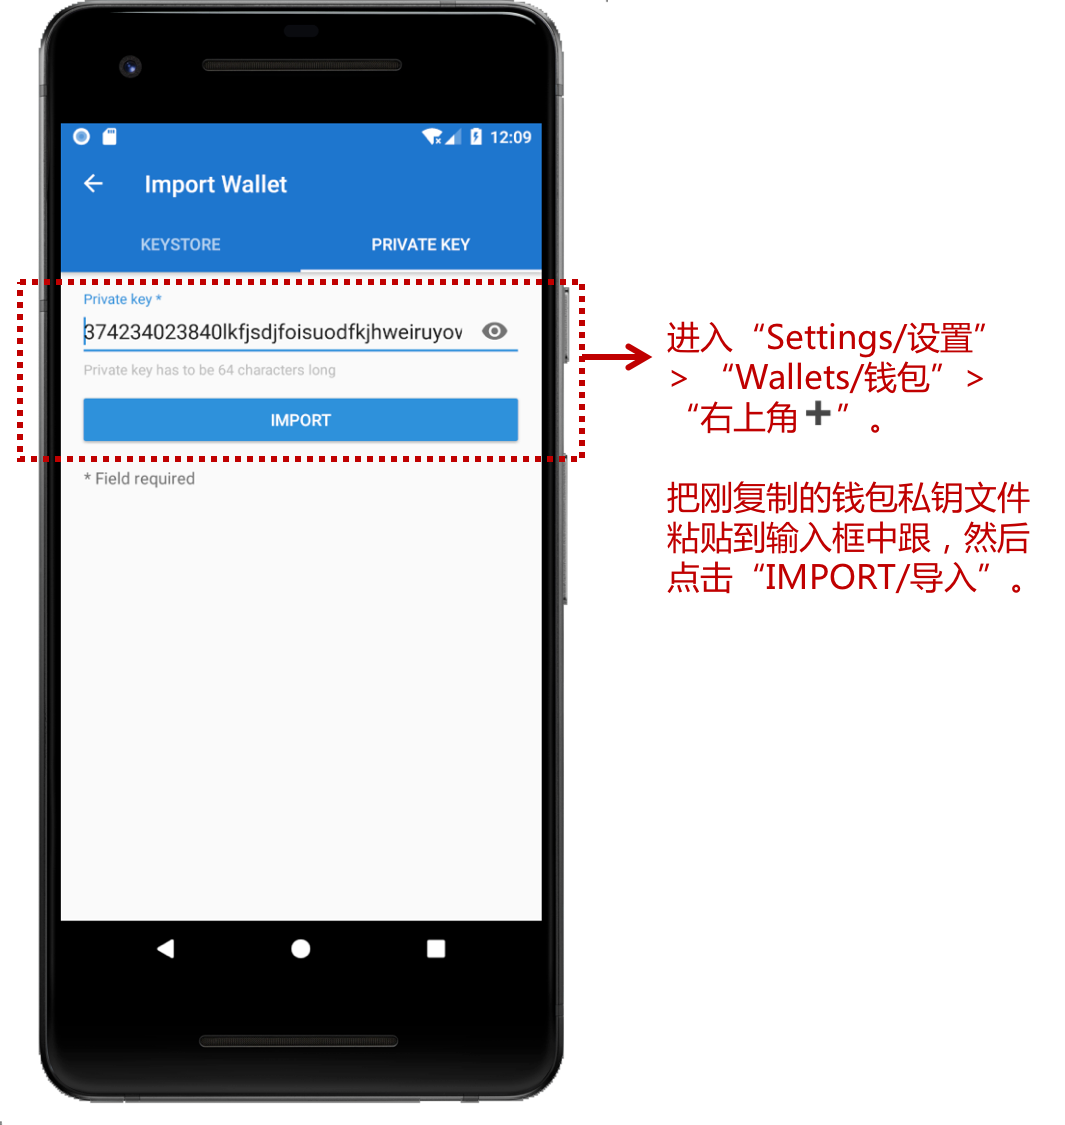 12:09
Import Wallet
KEYSTORE PRIVATE KEY
Private key *
374234023840lkfjsdjfoisuodfkjhweiruyov
Private key has to be 64 characters long
IMPORT
* Field required
进入“Settings/设置”
> “Wallets/钱包” >
“右上角+”。
把刚复制的钱包私钥文件
粘贴到输入框中跟，然后
点击“IMPORT/导入”。